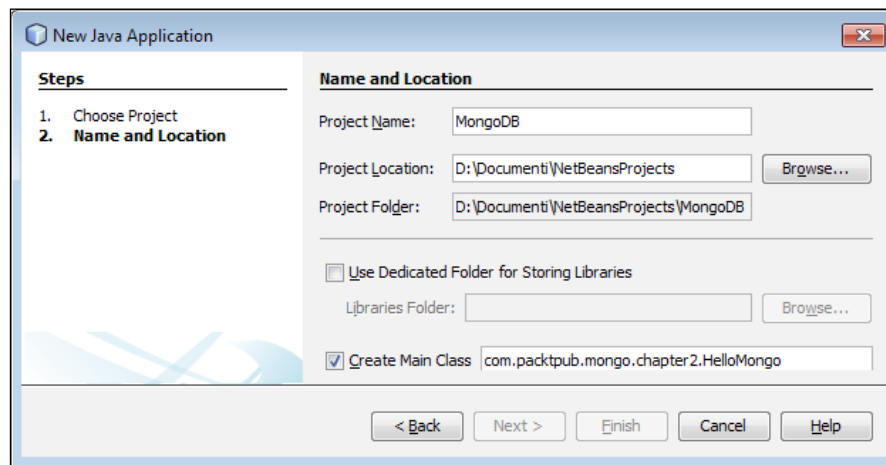 New Java Application
Steps
1. Choose Project
2. Name and Location
Name and Location
Project Name: MongoDB
Project Location: D:\Documenti\NetBeansProjects Browse...
Project Folder: D:\Documenti\NetBeansProjects\MongoDB
Use Dedicated Folder for Storing Libraries
Libraries Folder: Browse...
Create Main Class com.packtpub.mongo.chapter2.HelloMongo
< Back Next > Finish Cancel Help